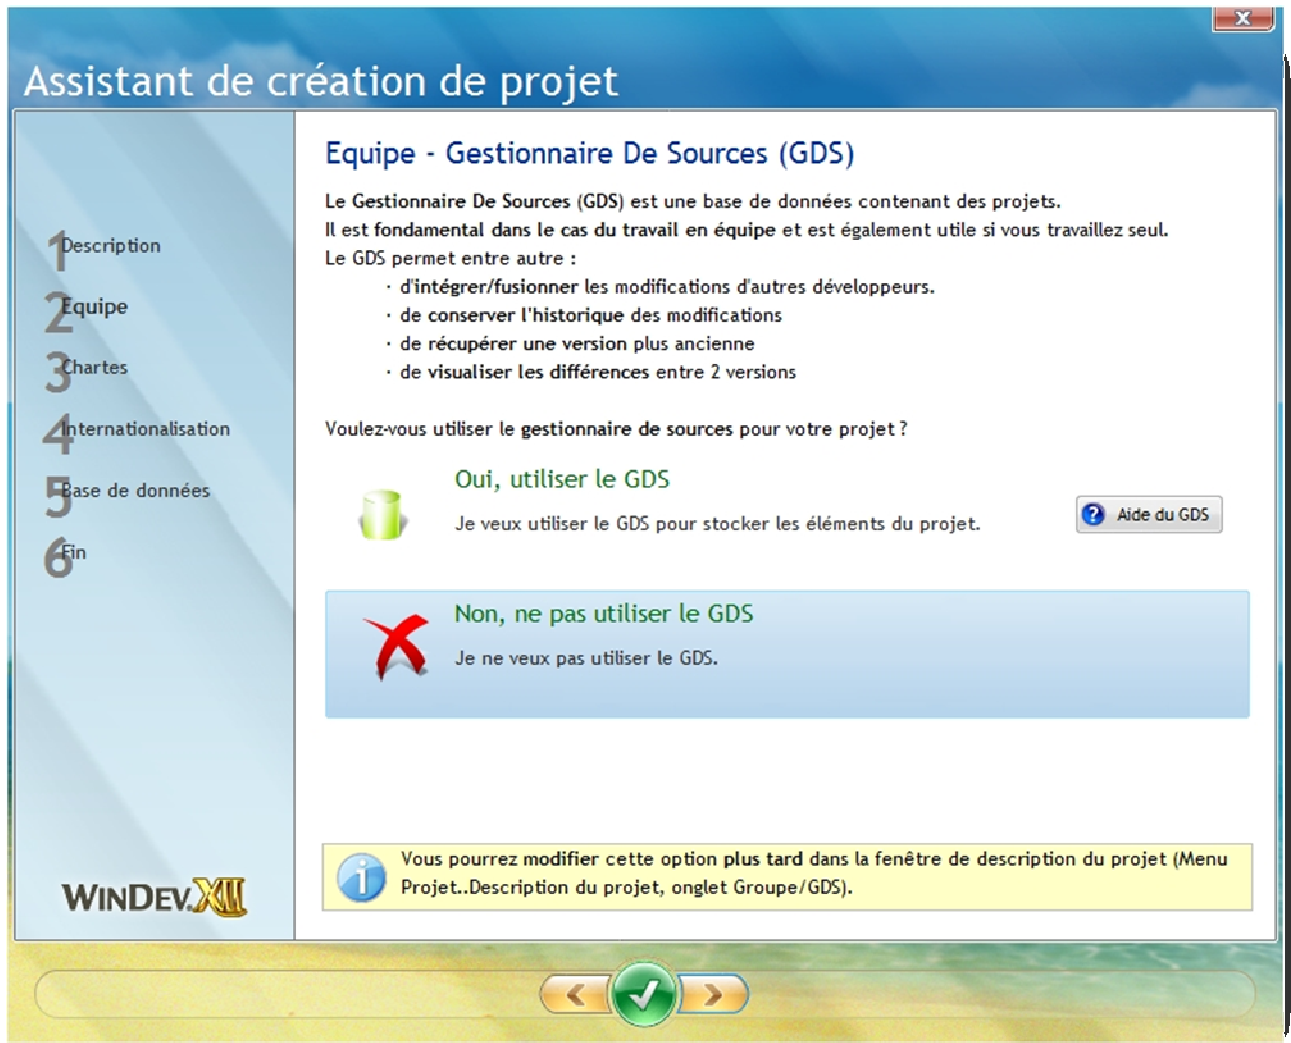 Assistant de création de projet
Equipe - Gestionnaire De Sources (GDS)
Le Gestionnaire De Sources (GDS) est une base de données contenant des projets.
Il est fondamental dans le cas du travail en équipe et est également utile si vous travaillez seul.
Le GDS permet entre autre :
· d'intégrer/fusionner les modifications d'autres développeurs.
· de conserver l'historique des modifications
· de récupérer une version plus ancienne
· de visualiser les différences entre 2 versions
Voulez-vous utiliser le gestionnaire de sources pour votre projet ?
Oui, utiliser le GDS
Je veux utiliser le GDS pour stocker les éléments du projet.
Aide du GDS
Non, ne pas utiliser le GDS
Je ne veux pas utiliser le GDS.
Vous pourrez modifier cette option plus tard dans la fenêtre de description du projet (Menu
Projet..Description du projet, onglet Groupe/GDS).
1 Description
2 Equipe
3 Chartes
4 Internationalisation
5 Base de données
6 Fin
WINDEV.XIII